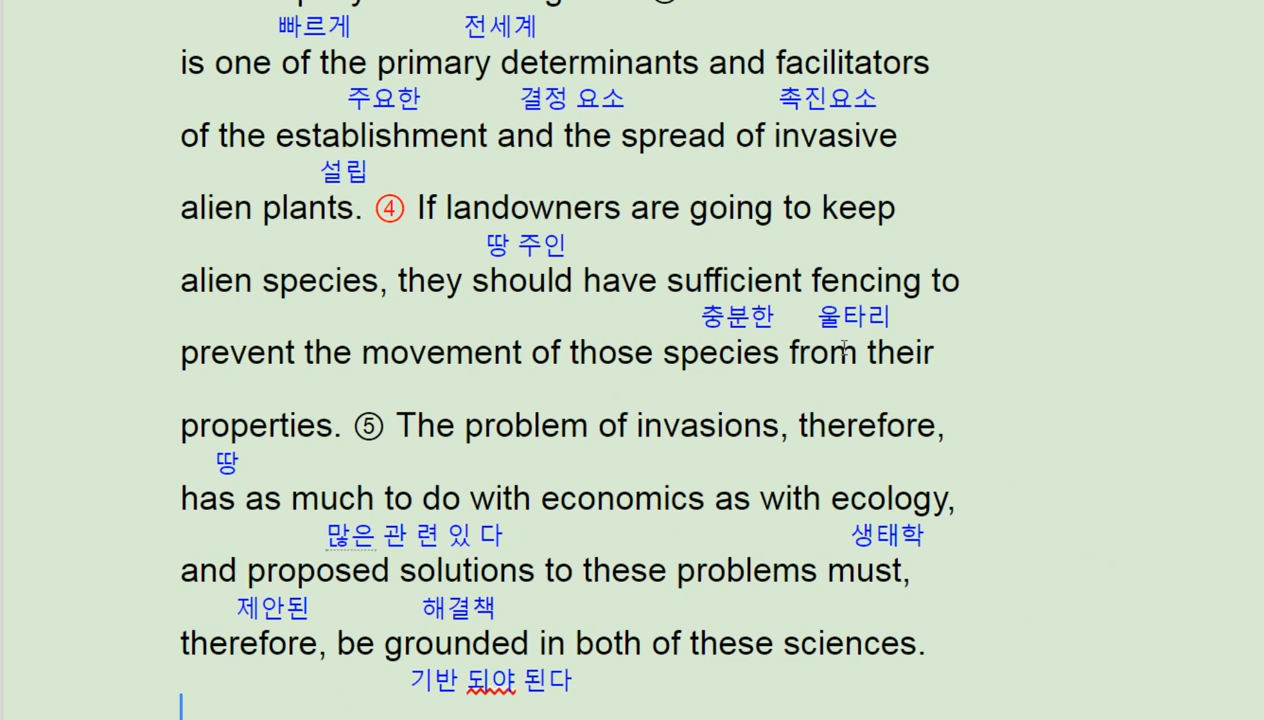 빠르게 전세계
is one of the primary determinants and facilitators
주요한 결정 요소 촉진요소
of the establishment and the spread of invasive
설립
alien plants. ④ If landowners are going to keep
땅 주인
alien species, they should have sufficient fencing to
충분한 울타리
prevent the movement of those species from their
properties. ⑤ The problem of invasions, therefore,
땅
has as much to do with economics as with ecology,
많은 관 련 있 다 생태학
and proposed solutions to these problems must,
제안된 해결책
therefore, be grounded in both of these sciences.
기반 되야 된다